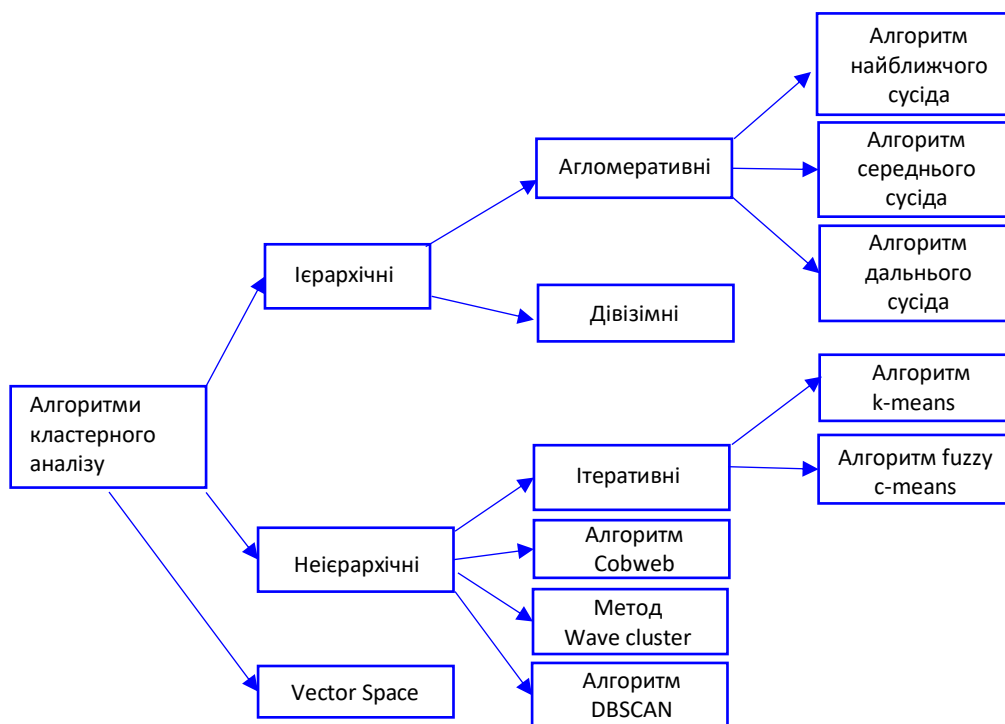 Алгоритм
найближчого
сусіда
Алгоритм
середнього
сусіда
Агломеративні
Алгоритм
дальнього
сусіда
Ієрархічні
Дівізімні
Алгоритми
кластерного
аналізу
Алгоритм
k-means
Ітеративні
Алгоритм fuzzy
c-means
Неієрархічні
Алгоритм
Cobweb
Метод
Wave cluster
Vector Space
Алгоритм
DBSCAN